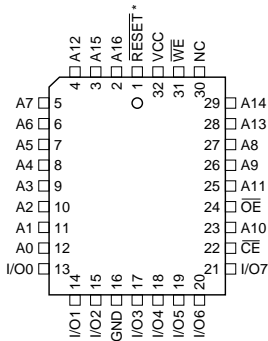 A12
A15
A16
RESET*
VCC
WE
NC
4
3
2
1
32
31
30
A7 5
A6 6
A5 7
A4 8
A3 9
A2 10
A1 11
A0 12
I/O0 13
29 A14
28 A13
27 A8
26 A9
25 A11
24 OE
23 A10
22 CE
21 I/O7
14
15
16
17
18
19
20
I/O1
I/O2
GND
I/O3
I/O4
I/O5
I/O6